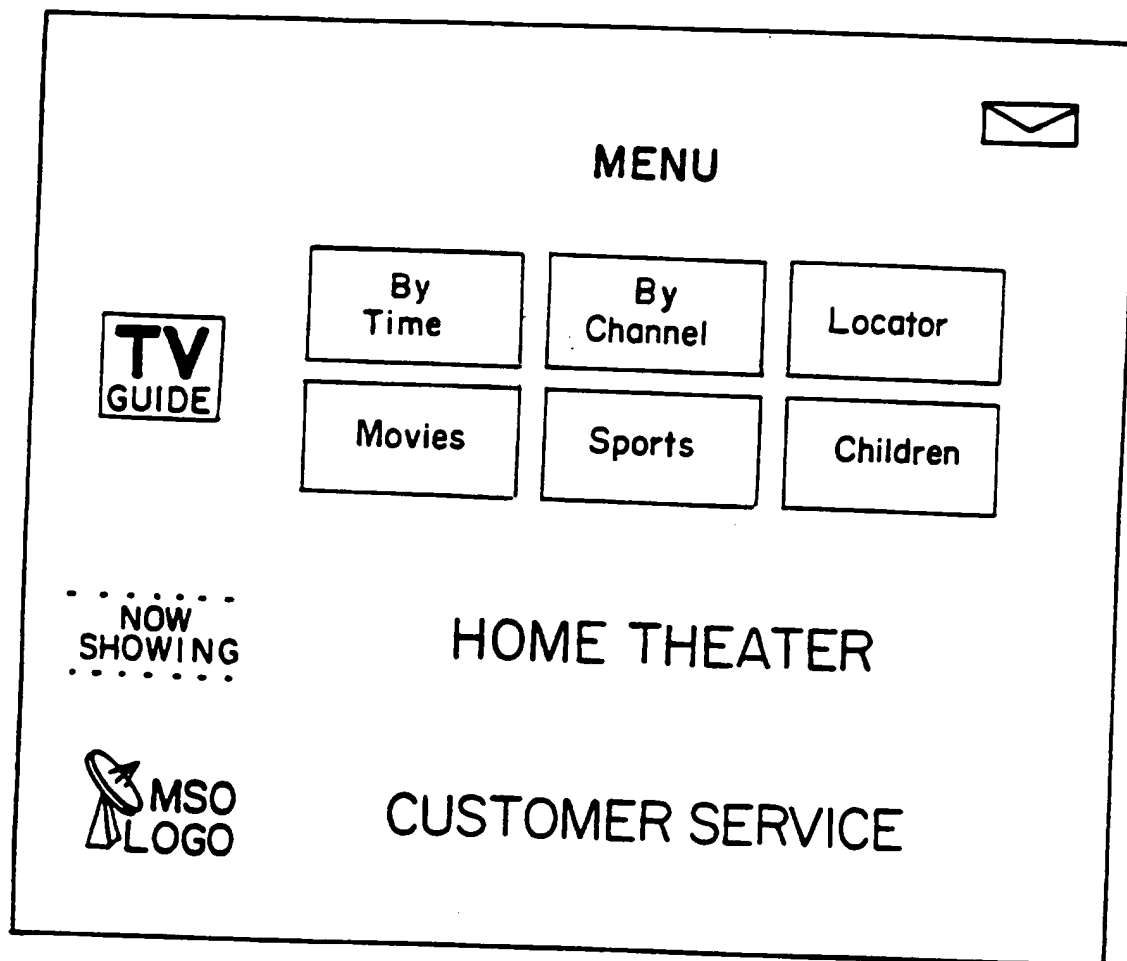 MENU
By
Time
By
Channel
Locator
TV
GUIDE
Movies
Sports
Children
NOW
SHOWING
HOME THEATER
MSO
LOGO
CUSTOMER SERVICE